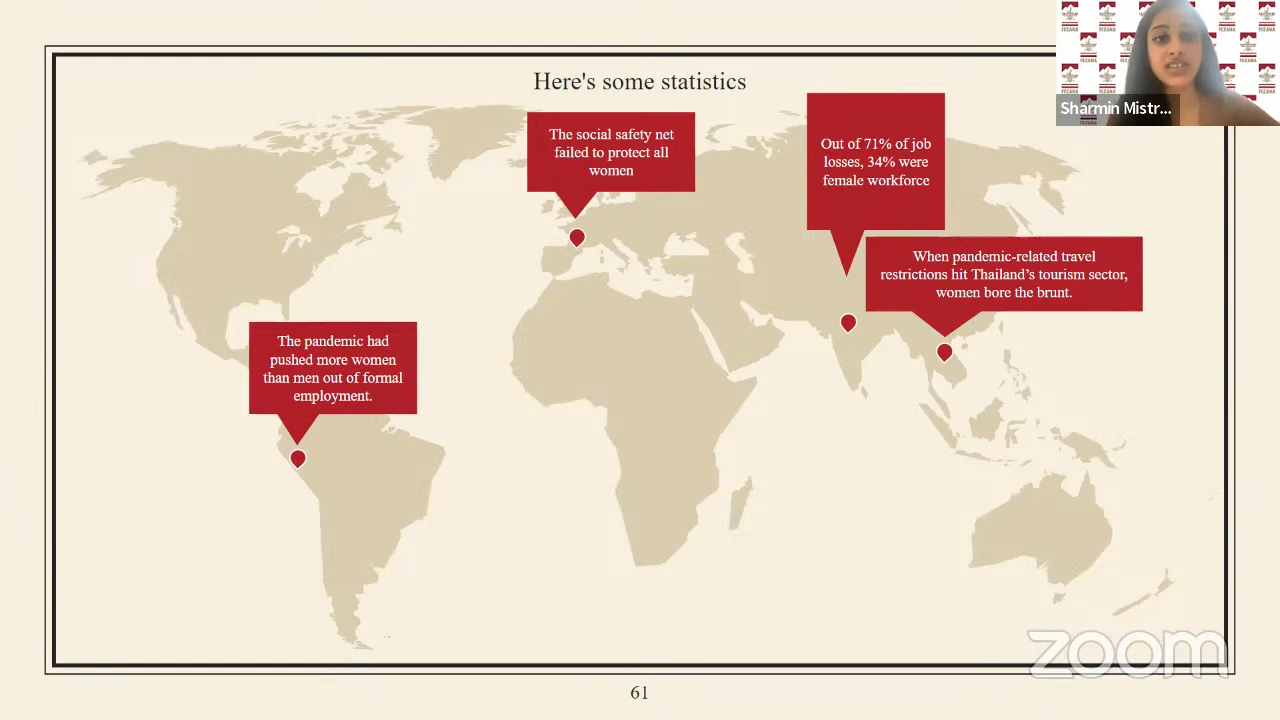 Here's some statistics
The social safety net
failed to protect all
women
Out of 71% of job
losses, 34% were
female workforce
When pandemic-related travel
restrictions hit Thailand’s tourism sector,
women bore the brunt.
The pandemic had
pushed more women
than men out of formal
employment.
FEZANA
Sharmin Mistr...
zoom
61